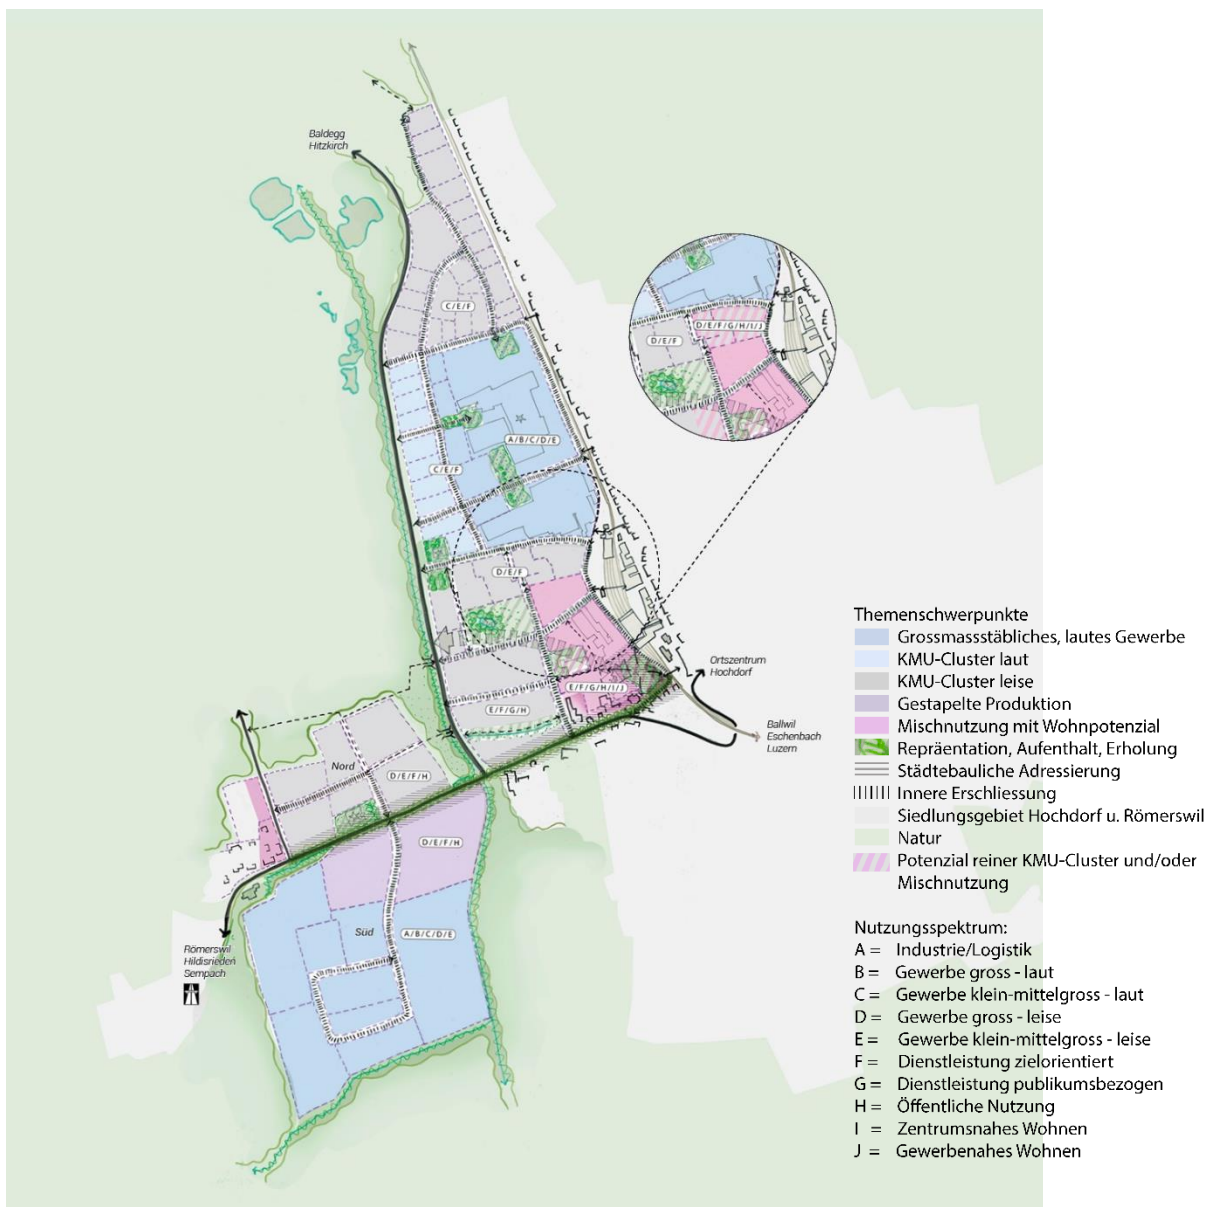 Baldegg
Hitzkirch
C/E/F
D/E/F/G/H/I/J
D/E/F
A/B/C/D/E
C/E/F
D/E/F
Ortszentrum
Hochdorf
E/F/G/H/I/J
E/F/G/H
Ballwil
Eschenbach
Luzern
Nord
D/E/F/H
D/E/F/H
Süd
A/B/C/D/E
Römerswil
Hildisrieden
Sempach
Themenschwerpunkte
Grossmassstäbliches, lautes Gewerbe
KMU-Cluster laut
KMU-Cluster leise
Gestapelte Produktion
Mischnutzung mit Wohnpotenzial
Repräentation, Aufenthalt, Erholung
Städtebauliche Adressierung
Innere Erschliessung
Siedlungsgebiet Hochdorf u. Römerswil
Natur
Potenzial reiner KMU-Cluster und/oder
Mischnutzung
Nutzungsspektrum:
A = Industrie/Logistik
B = Gewerbe gross - laut
C = Gewerbe klein-mittelgross - laut
D = Gewerbe gross - leise
E = Gewerbe klein-mittelgross - leise
F = Dienstleistung zielorientiert
G = Dienstleistung publikumsbezogen
H = Öffentliche Nutzung
I = Zentrumsnahes Wohnen
J = Gewerbenahes Wohnen